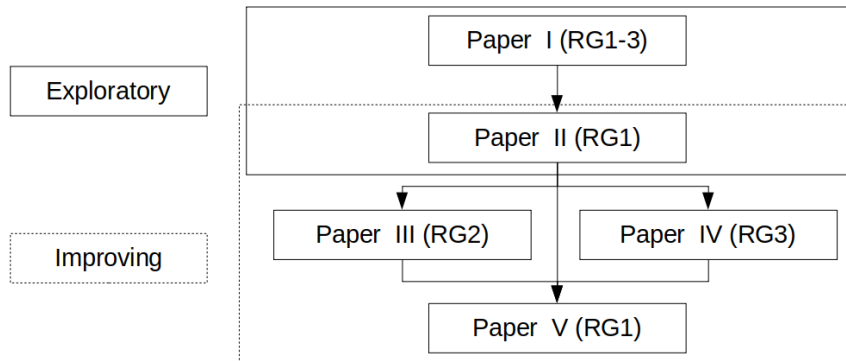 Paper I (RG1-3)
Exploratory
Paper II (RG1)
Paper III (RG2)
Paper IV (RG3)
Improving
Paper V (RG1)